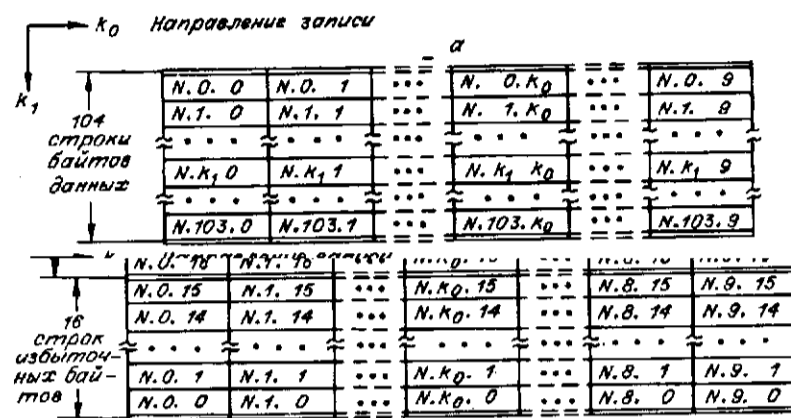 k₀ Направление записи
а
k₁
N.0. 0 N.0. 1 ... N. 0.k₀ ... N.0. 9
N.1. 0 N.1. 1 ... N. 1.k₀ ... N.1. 9
104
строки
байтов
данных
N.k₁ 0 N.k₁ 1 ... N. k₁ k₀ ... N.k₁ 9
N.103.0 N.103.1 ... N.103.k₀ ... N.103.9
N.0. 15 N.1. 15 ... N.k₀. 15 ... N.8. 15 N.9. 15
N.0. 14 N.1. 14 ... N.k₀. 14 ... N.8. 14 N.9. 14
16
строк
избыточ-
ных бай-
тов
N.0. 1 N.1. 1 ... N.k₀. 1 ... N.8. 1 N.9. 1
N.0. 0 N.1. 0 ... N.k₀. 0 ... N.8. 0 N.9. 0